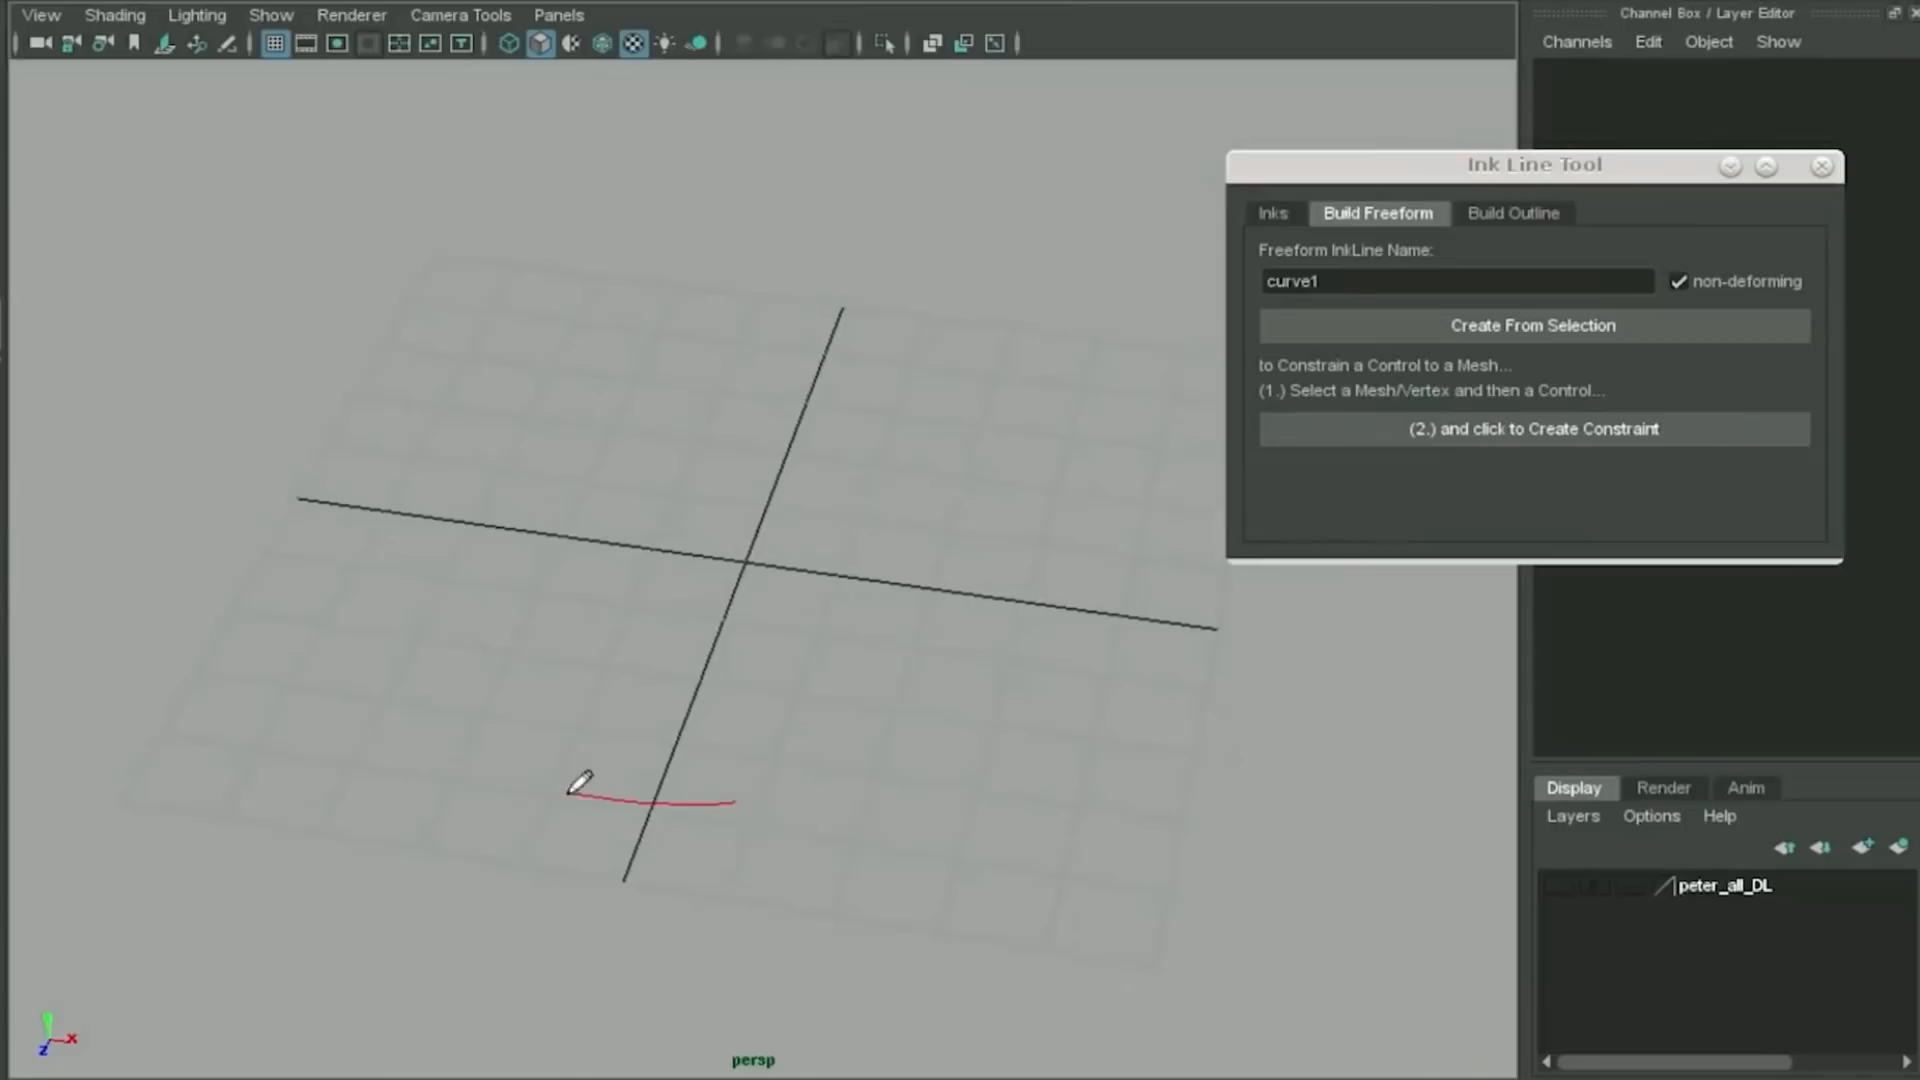 View Shading Lighting Show Renderer Camera Tools Panels
Channel Box / Layer Editor
Channels Edit Object Show
Ink Line Tool
Inks Build Freeform Build Outline
Freeform InkLine Name:
curve1 non-deforming
Create From Selection
to Constrain a Control to a Mesh...
(1.) Select a Mesh/Vertex and then a Control...
(2.) and click to Create Constraint
Display Render Anim
Layers Options Help
peter_all_DL
y
x
z
persp